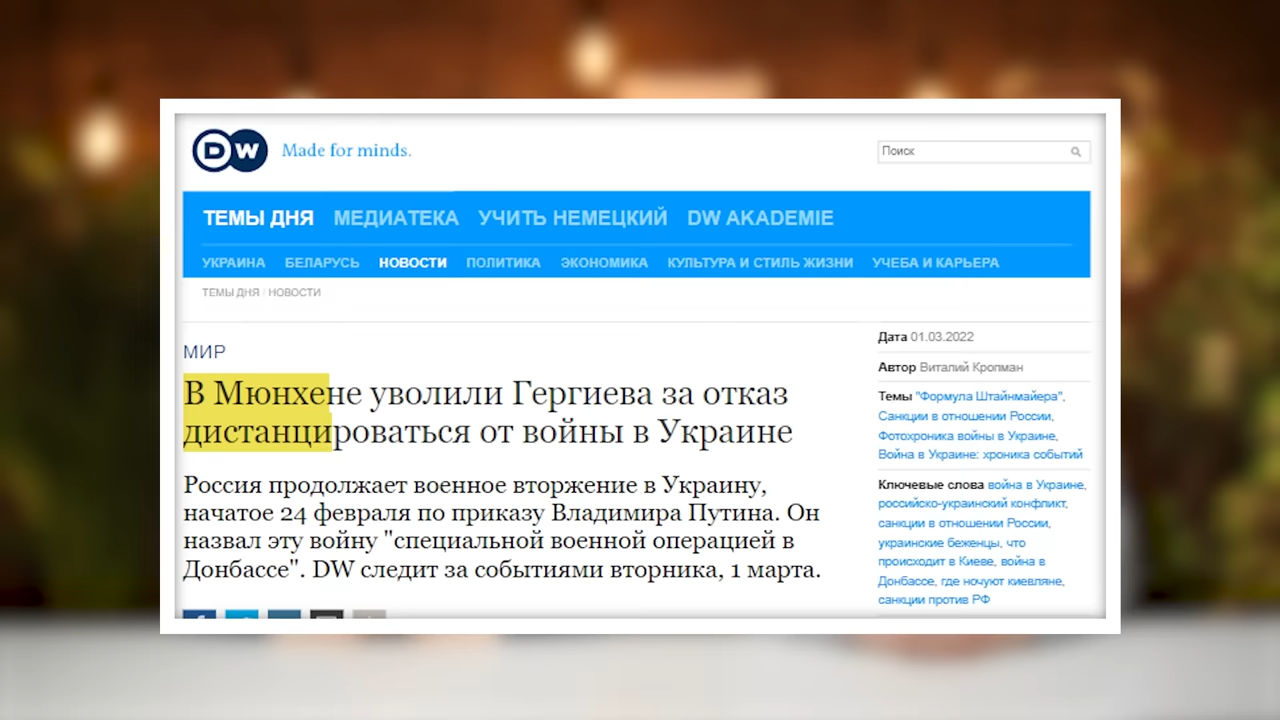 DW Made for minds.
Поиск
ТЕМЫ ДНЯ МЕДИАТЕКА УЧИТЬ НЕМЕЦКИЙ DW AKADEMIE
УКРАИНА БЕЛАРУСЬ НОВОСТИ ПОЛИТИКА ЭКОНОМИКА КУЛЬТУРА И СТИЛЬ ЖИЗНИ УЧЕБА И КАРЬЕРА
ТЕМЫ ДНЯ / НОВОСТИ
МИР
В Мюнхене уволили Гергиева за отказ
дистанцироваться от войны в Украине
Россия продолжает военное вторжение в Украину,
начатое 24 февраля по приказу Владимира Путина. Он
назвал эту войну "специальной военной операцией в
Донбассе". DW следит за событиями вторника, 1 марта.
Дата 01.03.2022
Автор Виталий Кропман
Темы "Формула Штайнмайера",
Санкции в отношении России,
Фотохроника войны в Украине,
Война в Украине: хроника событий
Ключевые слова война в Украине,
российско-украинский конфликт,
санкции в отношении России,
украинские беженцы, что
происходит в Киеве, война в
Донбассе, где ночуют киевляне,
санкции против РФ